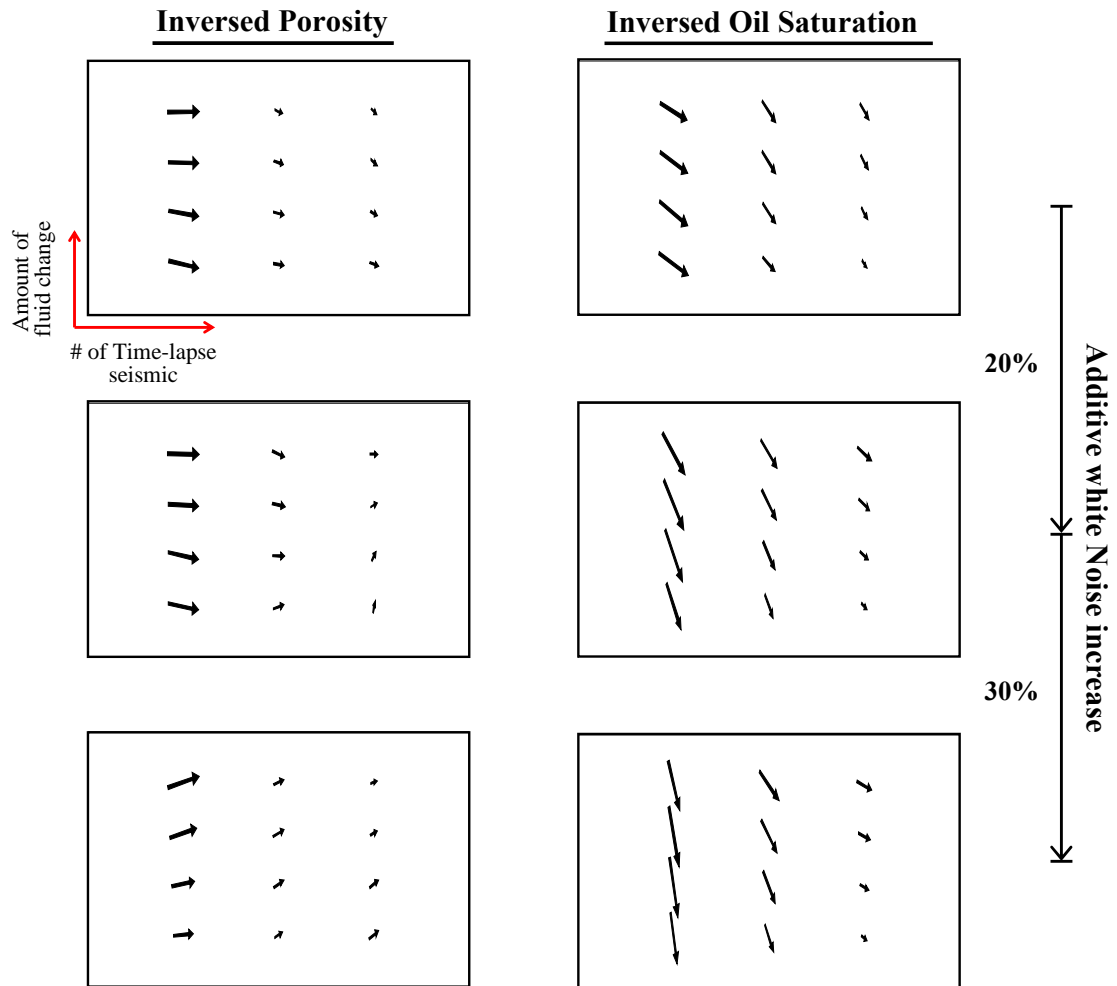 Inversed Porosity
Inversed Oil Saturation
Amount of
fluid change
# of Time-lapse
seismic
20%
30%
Additive white Noise increase